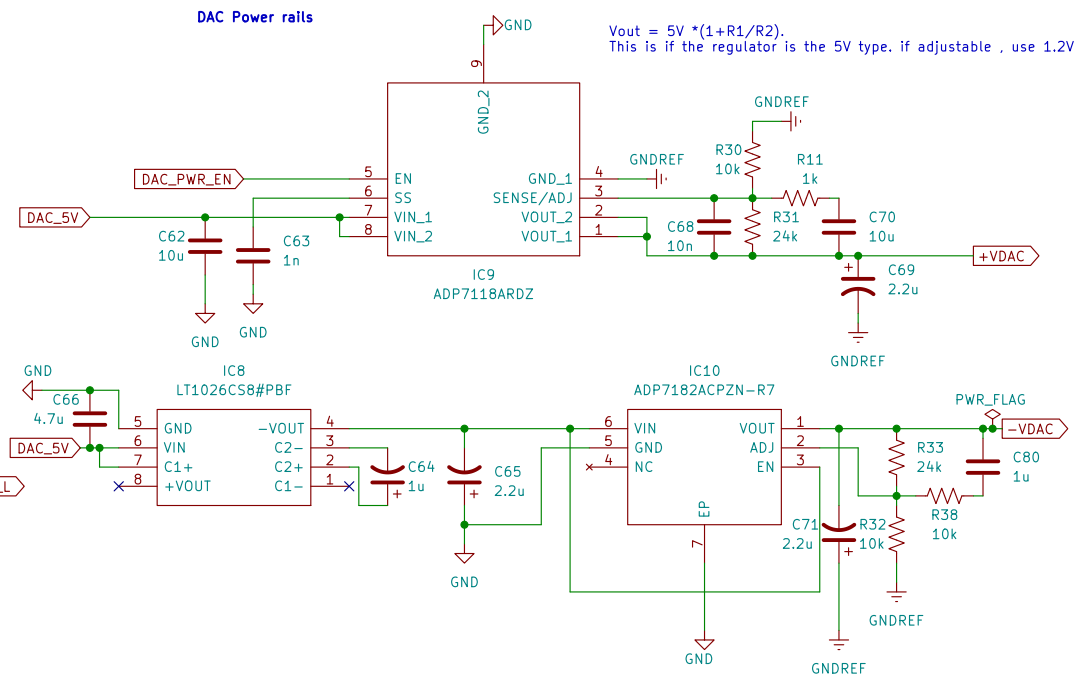 DAC Power rails
Vout = 5V *(1+R1/R2).
This is if the regulator is the 5V type. if adjustable , use 1.2V
GND
9
GND_2
DAC_PWR_EN
5
EN
6
SS
DAC_5V
7
VIN_1
8
VIN_2
GND_1
4
GNDREF
SENSE/ADJ
3
VOUT_2
2
VOUT_1
1
GNDREF
R30
10k
R11
1k
C68
10n
R31
24k
C70
10u
+VDAC
C69
2.2u
GNDREF
C62
10u
C63
1n
GND
GND
IC9
ADP7118ARDZ
GND
C66
4.7u
DAC_5V
L
IC8
LT1026CS8#PBF
5
GND
6
VIN
7
C1+
8
+VOUT
-VOUT
4
C2-
3
C2+
2
C1-
1
C64
1u
C65
2.2u
GND
IC10
ADP7182ACPZN-R7
6
VIN
5
GND
4
NC
VOUT
1
ADJ
2
EN
3
EP
7
GND
C71
2.2u
GNDREF
R33
24k
R32
10k
GNDREF
R38
10k
C80
1u
PWR_FLAG
-VDAC